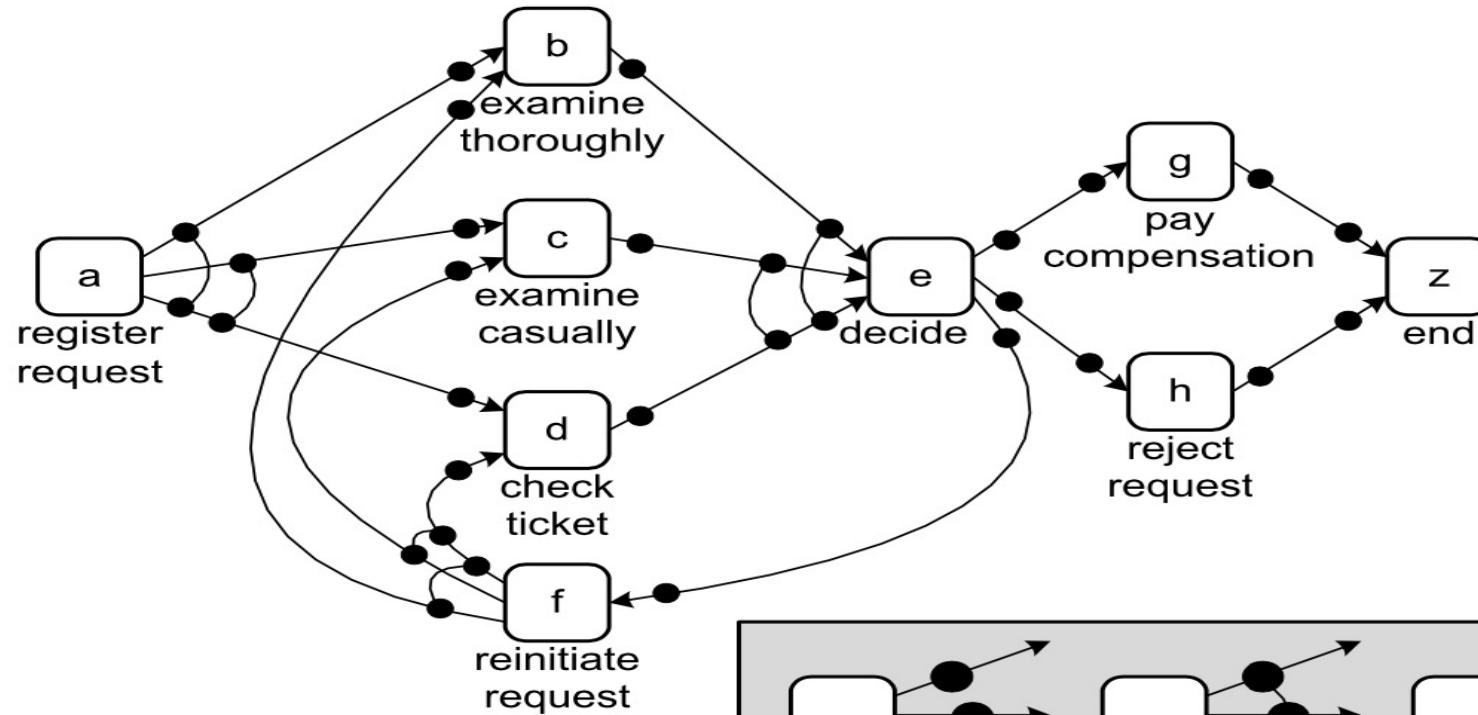 b
examine
thoroughly
g
pay
compensation
c
examine
casually
a
register
request
e
decide
z
end
h
reject
request
d
check
ticket
f
reinitiate
request